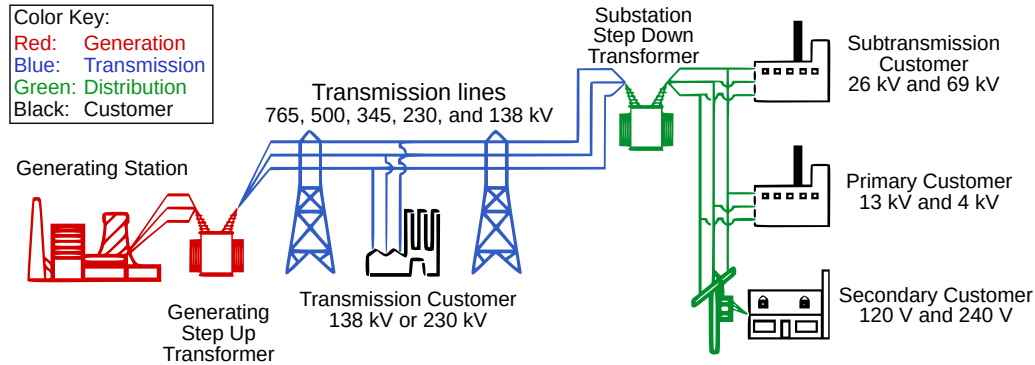 Color Key:
Red: Generation
Blue: Transmission
Green: Distribution
Black: Customer
Generating Station
Generating
Step Up
Transformer
Transmission lines
765, 500, 345, 230, and 138 kV
Transmission Customer
138 kV or 230 kV
Substation
Step Down
Transformer
Subtransmission
Customer
26 kV and 69 kV
Primary Customer
13 kV and 4 kV
Secondary Customer
120 V and 240 V